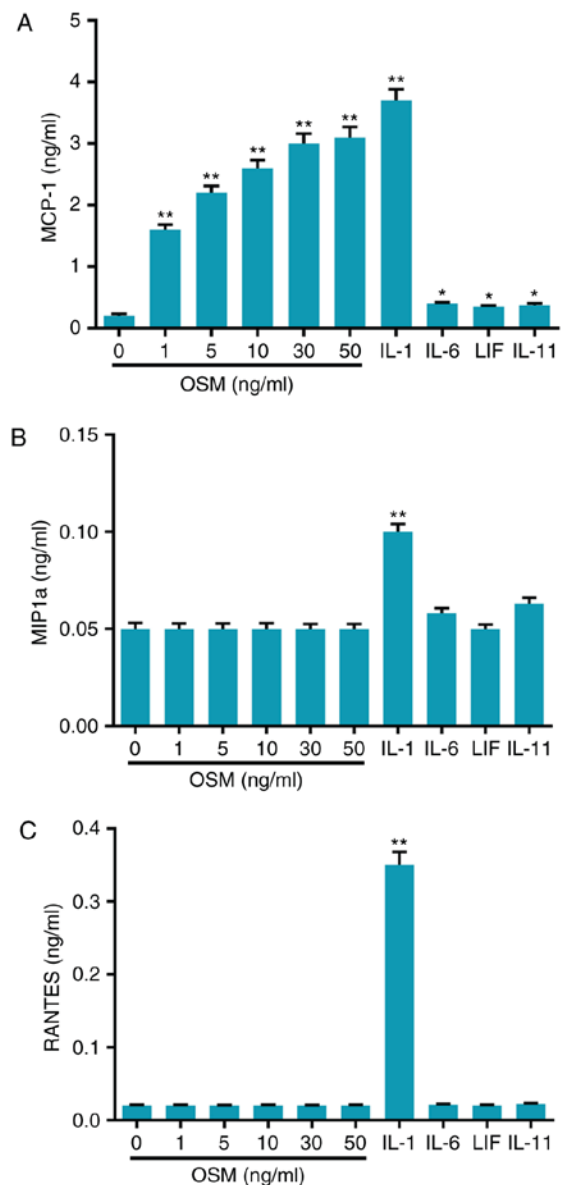 A
MCP-1 (ng/ml)
5
4
3
2
1
0
** ** ** ** ** ** * * *
0 1 5 10 30 50 IL-1 IL-6 LIF IL-11
OSM (ng/ml)
B
MIP1a (ng/ml)
0.15
0.10
0.05
0.00
**
0 1 5 10 30 50 IL-1 IL-6 LIF IL-11
OSM (ng/ml)
C
RANTES (ng/ml)
0.4
0.3
0.2
0.1
0.0
**
0 1 5 10 30 50 IL-1 IL-6 LIF IL-11
OSM (ng/ml)